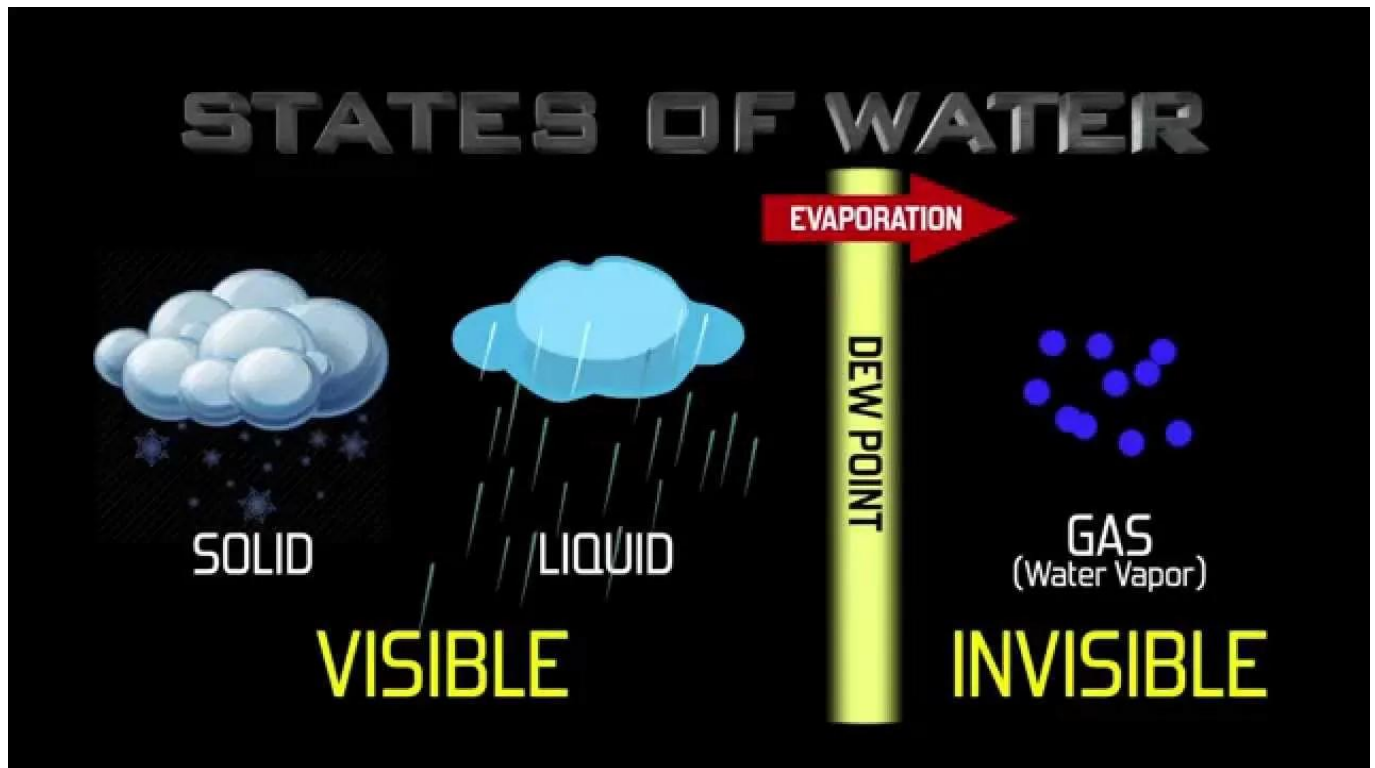 STATES OF WATER
EVAPORATION
DEW POINT
SOLID
LIQUID
GAS
(Water Vapor)
VISIBLE
INVISIBLE